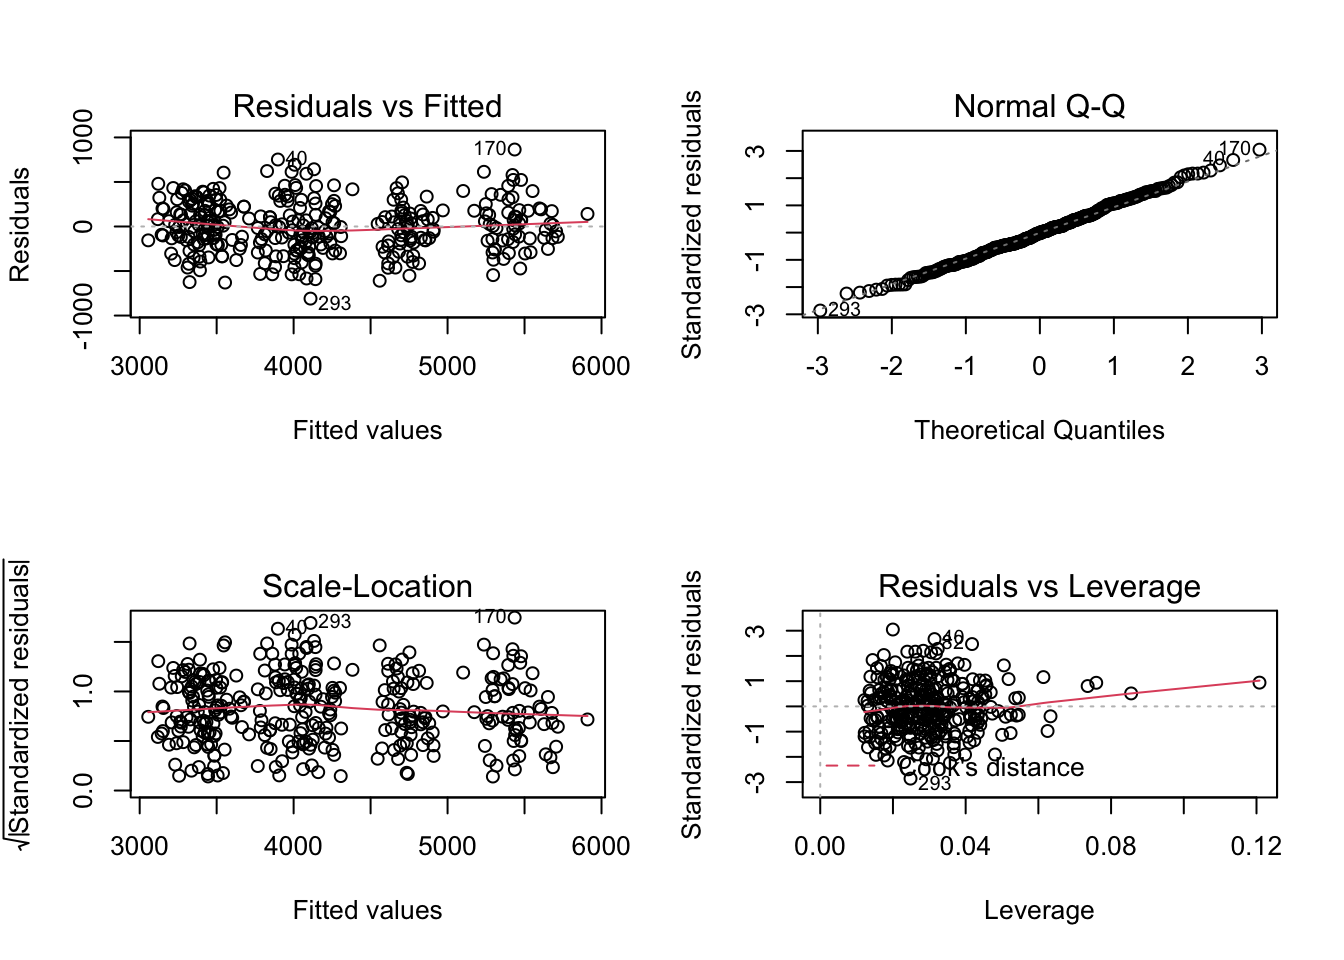 Residuals vs Fitted
Residuals
1000
0
-1000
40
170
293
3000 4000 5000 6000
Fitted values
Normal Q-Q
Standardized residuals
3
1
-1
-3
40
170
293
-3 -2 -1 0 1 2 3
Theoretical Quantiles
Scale-Location
√|Standardized residuals|
1.0
0.0
40
293
170
3000 4000 5000 6000
Fitted values
Residuals vs Leverage
Standardized residuals
3
1
-1
-3
40
82
Cook's distance
293
0.00 0.04 0.08 0.12
Leverage